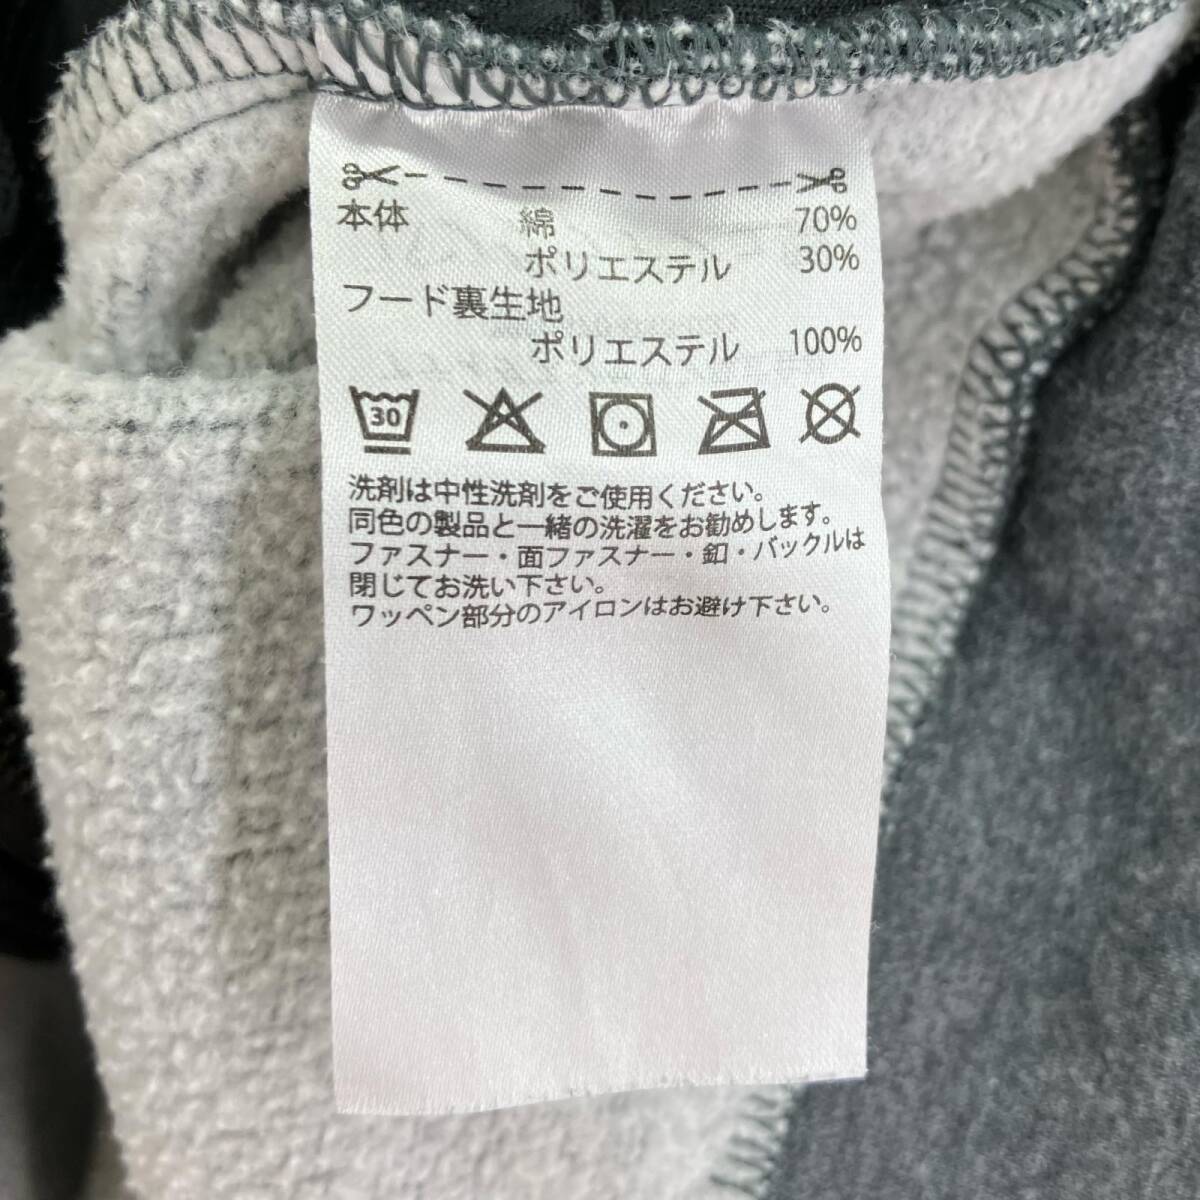 本体 綿 70%
ポリエステル 30%
フード裏生地
ポリエステル 100%
30
洗剤は中性洗剤をご使用ください。
同色の製品と一緒の洗濯をお勧めします。
ファスナー・面ファスナー・釦・バックルは
閉じてお洗い下さい。
ワッペン部分のアイロンはお避け下さい。